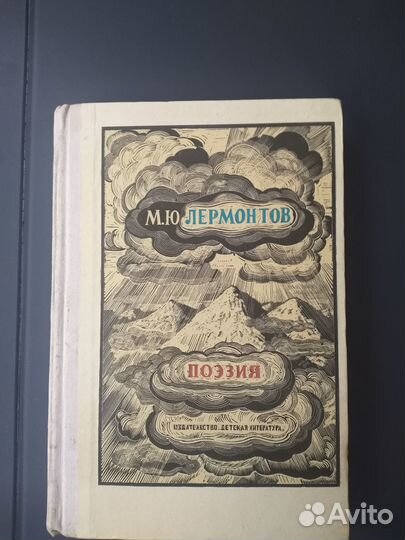 М.Ю ЛЕРМОНТОВ
ПОЭЗИЯ
ИЗДАТЕЛЬСТВО „ДЕТСКАЯ ЛИТЕРАТУРА„
Avito